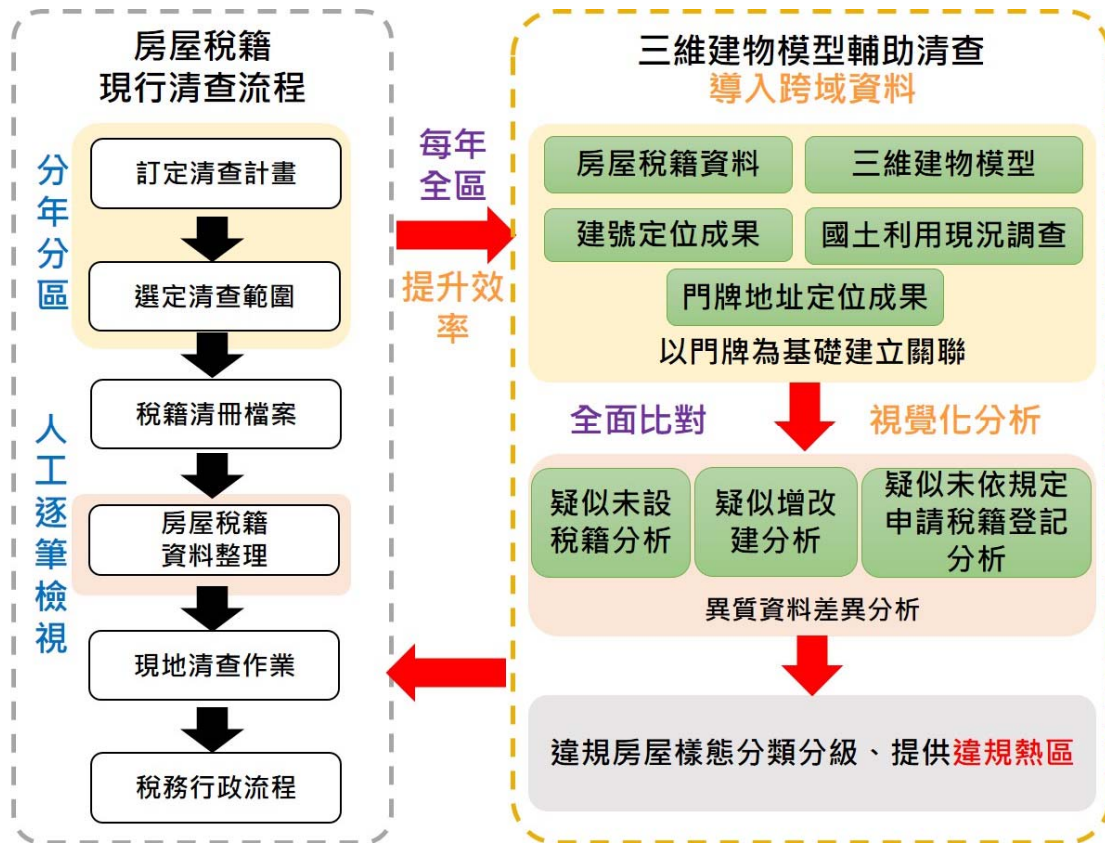 房屋稅籍
現行清查流程
分年分區
訂定清查計畫
選定清查範圍
人工逐筆檢視
稅籍清冊檔案
房屋稅籍
資料整理
現地清查作業
稅務行政流程
每年
全區
提升效
率
三維建物模型輔助清查
導入跨域資料
房屋稅籍資料
三維建物模型
建號定位成果
國土利用現況調查
門牌地址定位成果
以門牌為基礎建立關聯
全面比對
視覺化分析
疑似未設
稅籍分析
疑似增改
建分析
疑似未依規定
申請稅籍登記
分析
異質資料差異分析
違規房屋樣態分類分級、提供違規熱區